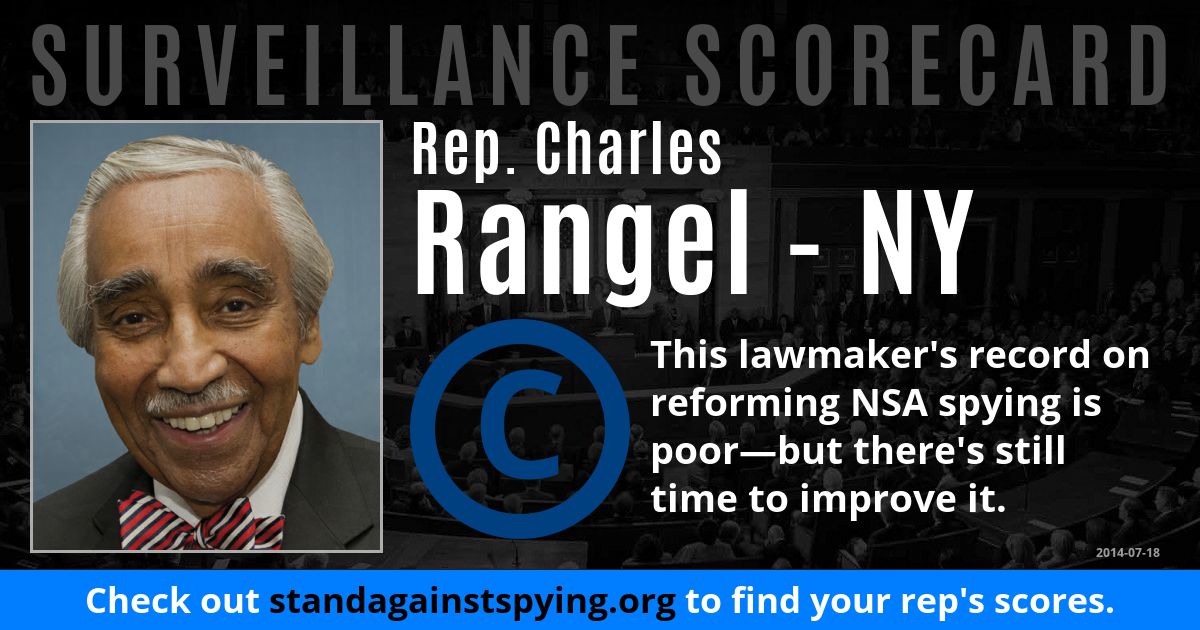 SURVEILLANCE SCORECARD
Rep. Charles
Rangel - NY
C
This lawmaker's record on
reforming NSA spying is
poor—but there's still
time to improve it.
2014-07-18
Check out standagainstspying.org to find your rep's scores.